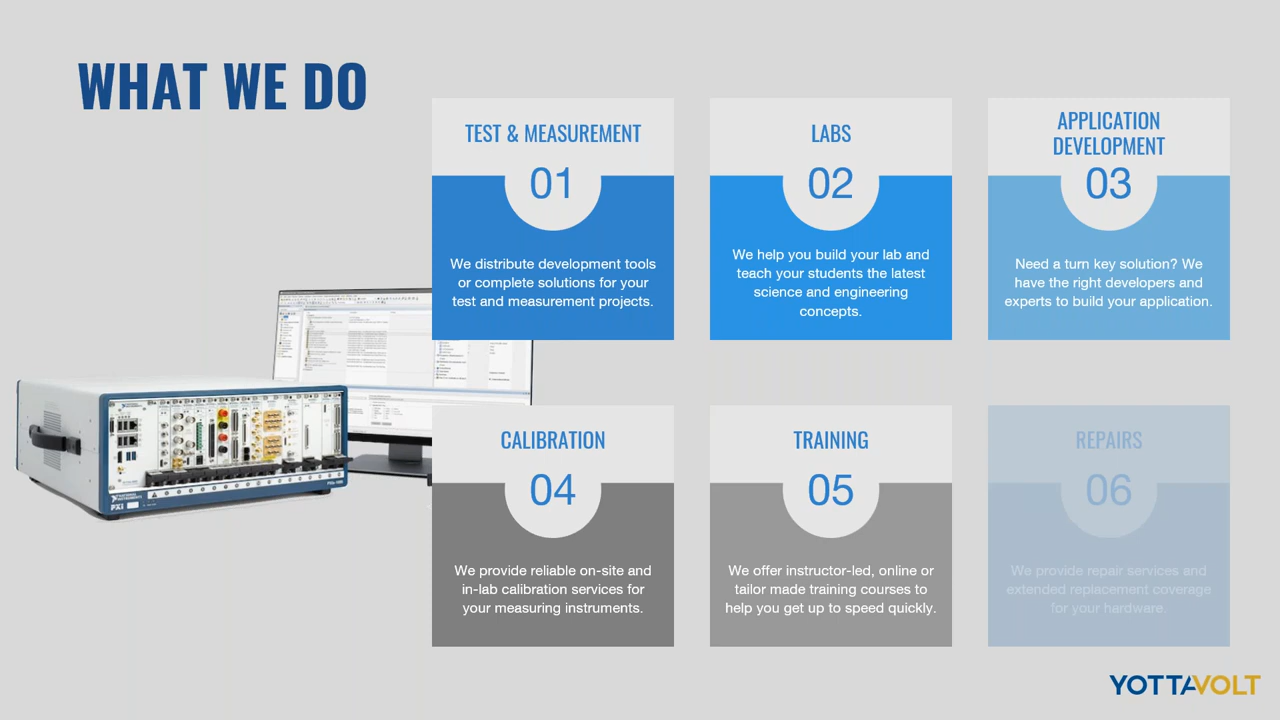 WHAT WE DO
TEST & MEASUREMENT
01
We distribute development tools
or complete solutions for your
test and measurement projects.
LABS
02
We help you build your lab and
teach your students the latest
science and engineering
concepts.
APPLICATION
DEVELOPMENT
03
Need a turn key solution? We
have the right developers and
experts to build your application.
CALIBRATION
04
We provide reliable on-site and
in-lab calibration services for
your measuring instruments.
TRAINING
05
We offer instructor-led, online or
tailor made training courses to
help you get up to speed quickly.
REPAIRS
06
We provide repair services and
extended replacement coverage
for your hardware.
NATIONAL
INSTRUMENTS
PXI
YOTTAVOLT